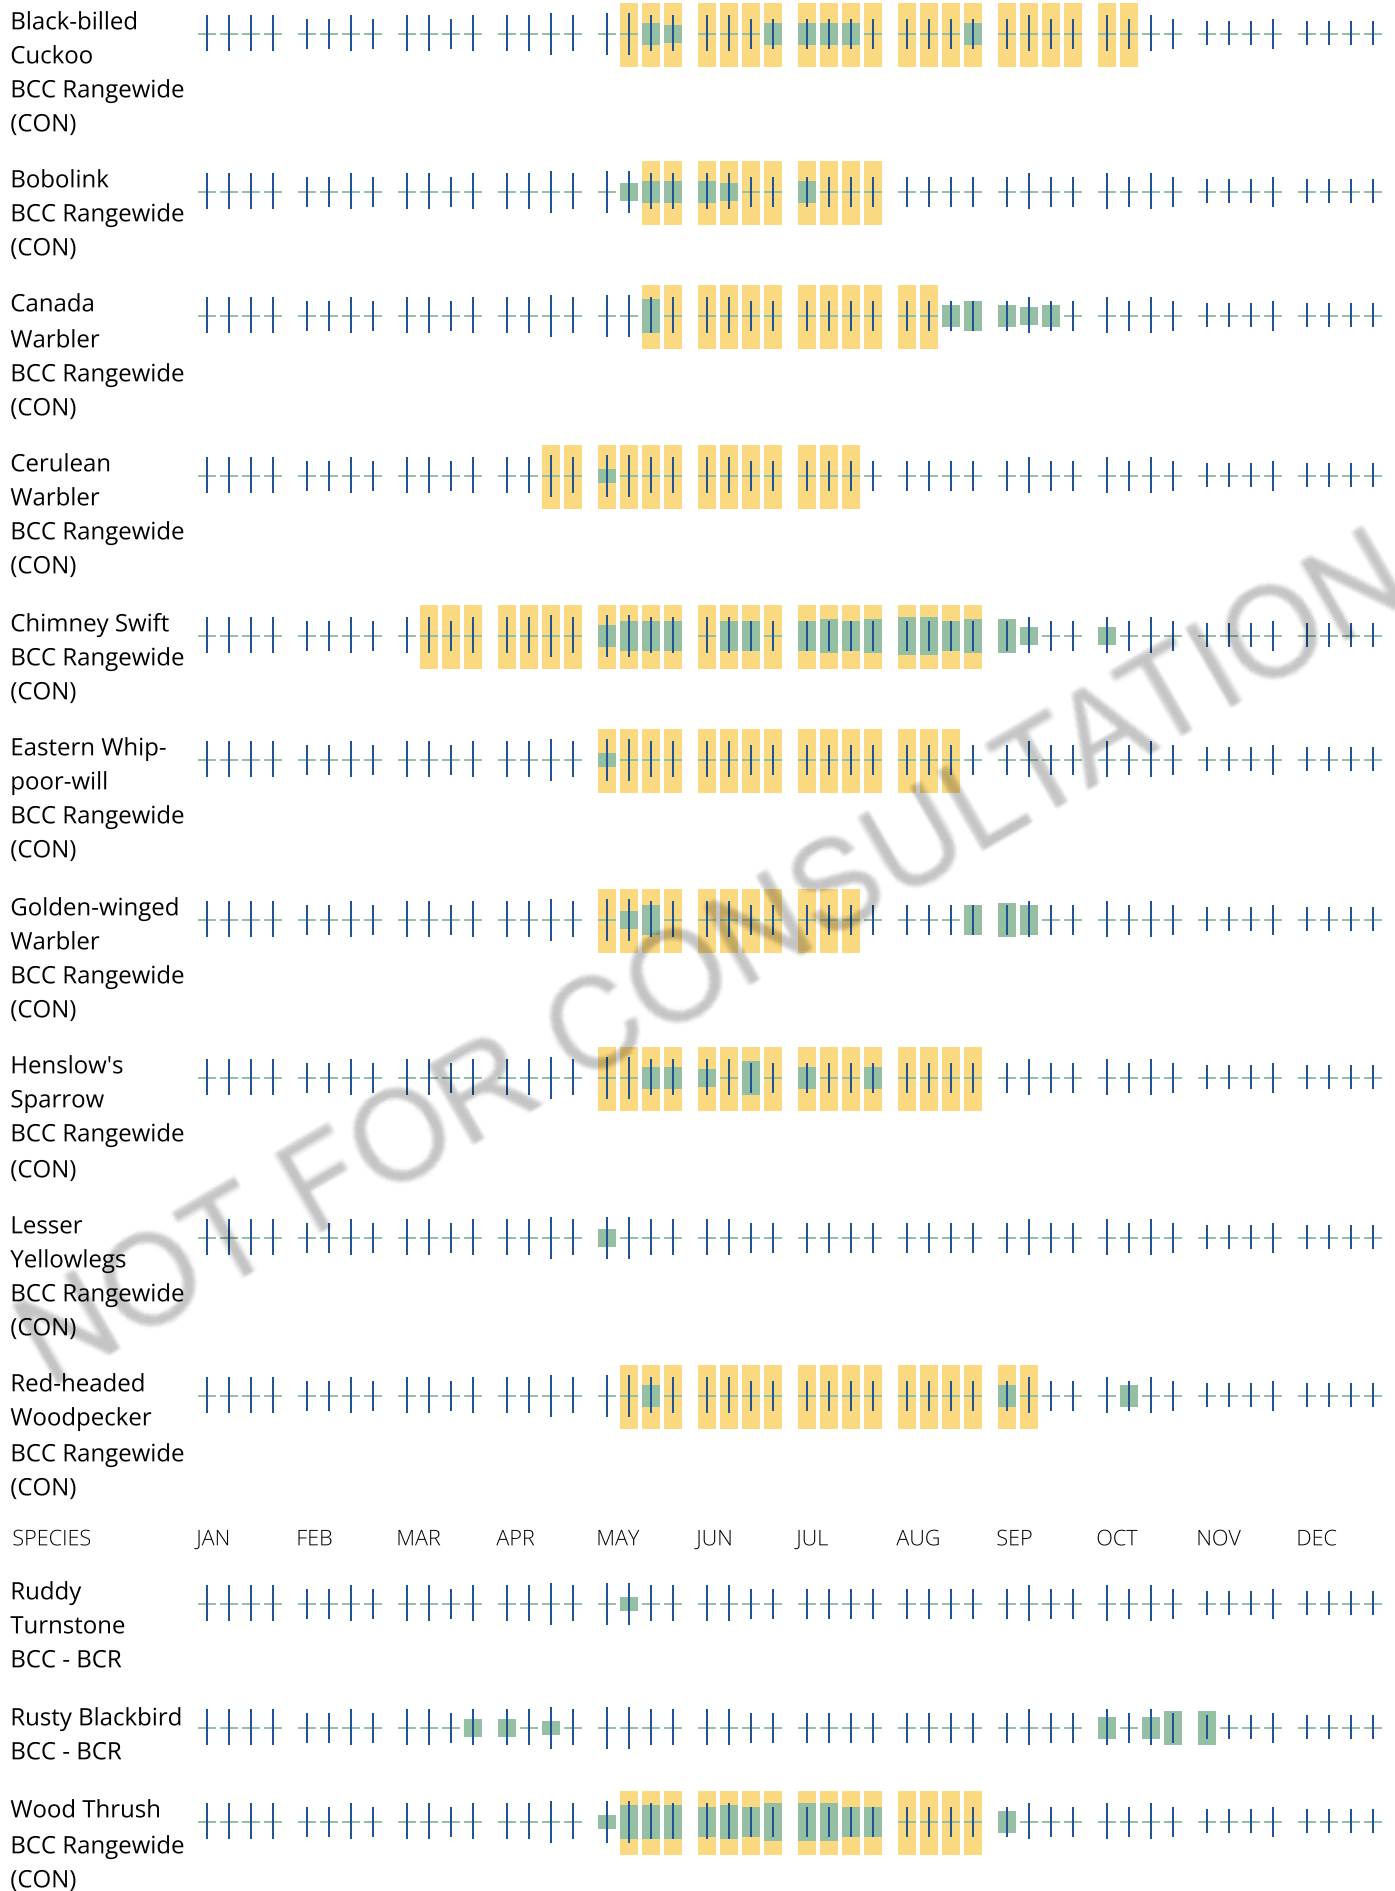 Black-billed
Cuckoo
BCC Rangewide
(CON)
Bobolink
BCC Rangewide
(CON)
Canada
Warbler
BCC Rangewide
(CON)
Cerulean
Warbler
BCC Rangewide
(CON)
Chimney Swift
BCC Rangewide
(CON)
Eastern Whip-
poor-will
BCC Rangewide
(CON)
Golden-winged
Warbler
BCC Rangewide
(CON)
Henslow's
Sparrow
BCC Rangewide
(CON)
Lesser
Yellowlegs
BCC Rangewide
(CON)
Red-headed
Woodpecker
BCC Rangewide
(CON)
SPECIES JAN FEB MAR APR MAY JUN JUL AUG SEP OCT NOV DEC
Ruddy
Turnstone
BCC - BCR
Rusty Blackbird
BCC - BCR
Wood Thrush
BCC Rangewide
(CON)
NOT FOR CONSULTATION